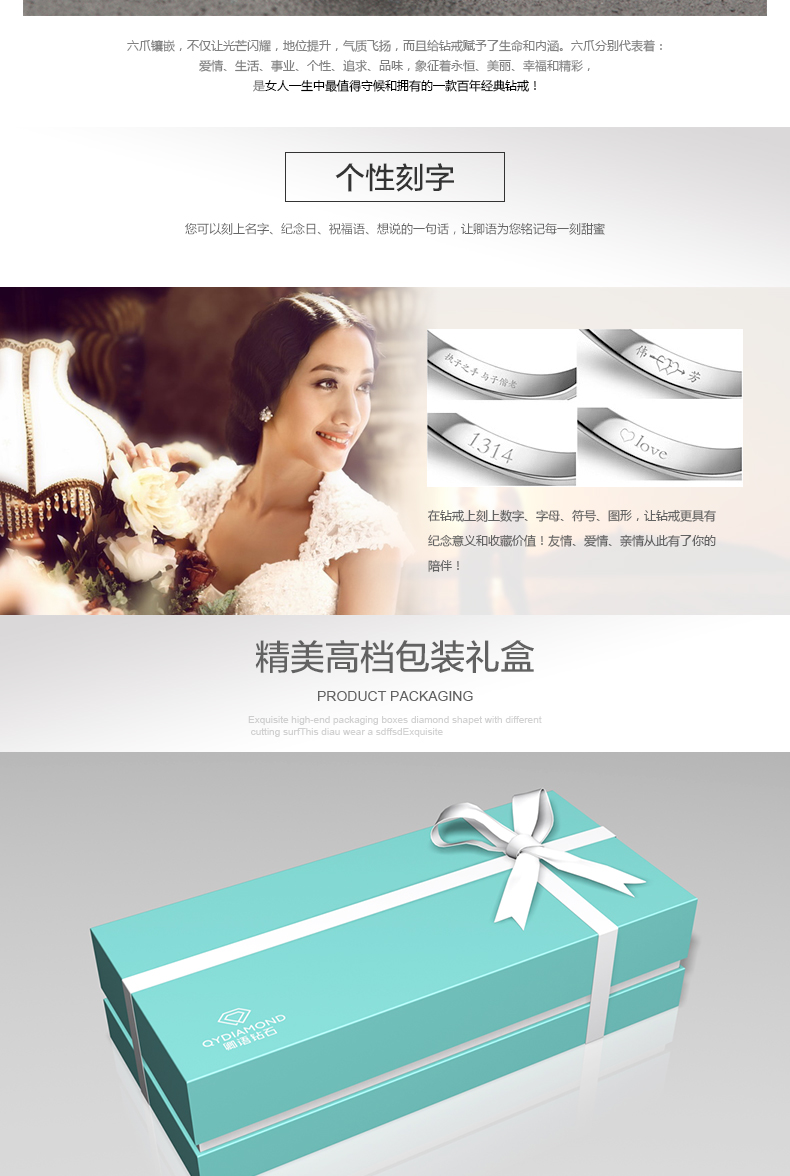 六爪镶嵌，不仅让光芒闪耀，地位提升，气质飞扬，而且给钻戒赋予了生命和内涵。六爪分别代表着：
爱情、生活、事业、个性、追求、品味，象征着永恒、美丽、幸福和精彩，
是女人一生中最值得守候和拥有的一款百年经典钻戒！
个性刻字
您可以刻上名字、纪念日、祝福语、想说的一句话，让卿语为您铭记每一刻甜蜜
执子之手 与子偕老
伟 芳
1314
love
在钻戒上刻上数字、字母、符号、图形，让钻戒更具有
纪念意义和收藏价值！友情、爱情、亲情从此有了你的
陪伴！
精美高档包装礼盒
PRODUCT PACKAGING
Exquisite high-end packaging boxes diamond shapet with different
cutting surfThis diau wear a sdffsdExquisite
QYDIAMOND
卿语钻石